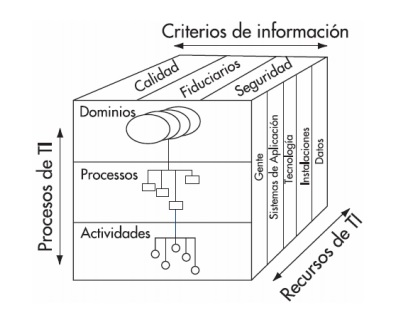 Criterios de información
Calidad
Fiduciarios
Seguridad
Dominios
Processos
Actividades
Procesos de TI
Gente
Sistemas de Aplicación
Tecnología
Instalaciones
Datos
Recursos de TI